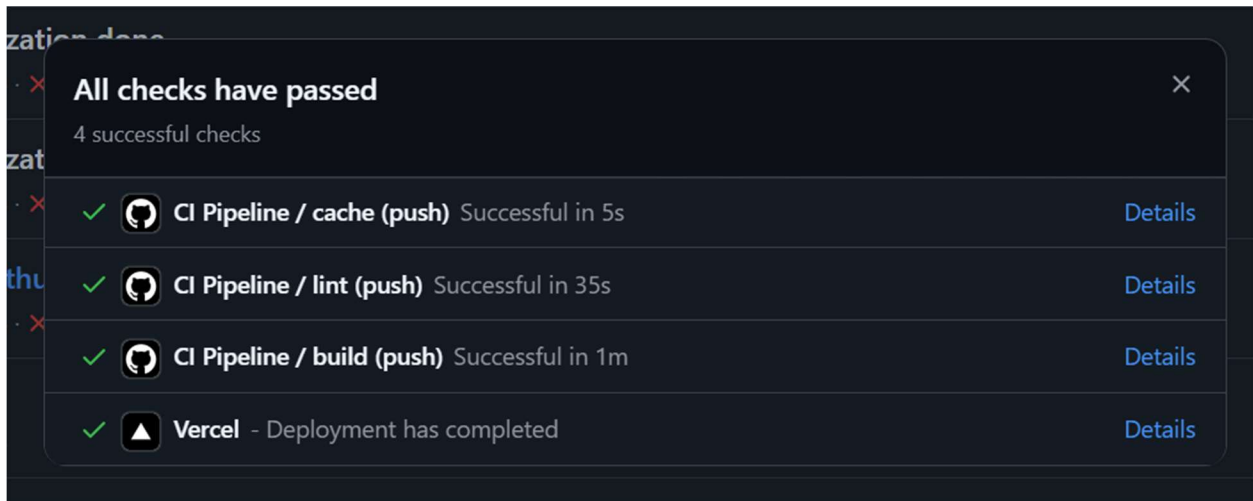 All checks have passed
4 successful checks
CI Pipeline / cache (push) Successful in 5s Details
CI Pipeline / lint (push) Successful in 35s Details
CI Pipeline / build (push) Successful in 1m Details
Vercel - Deployment has completed Details